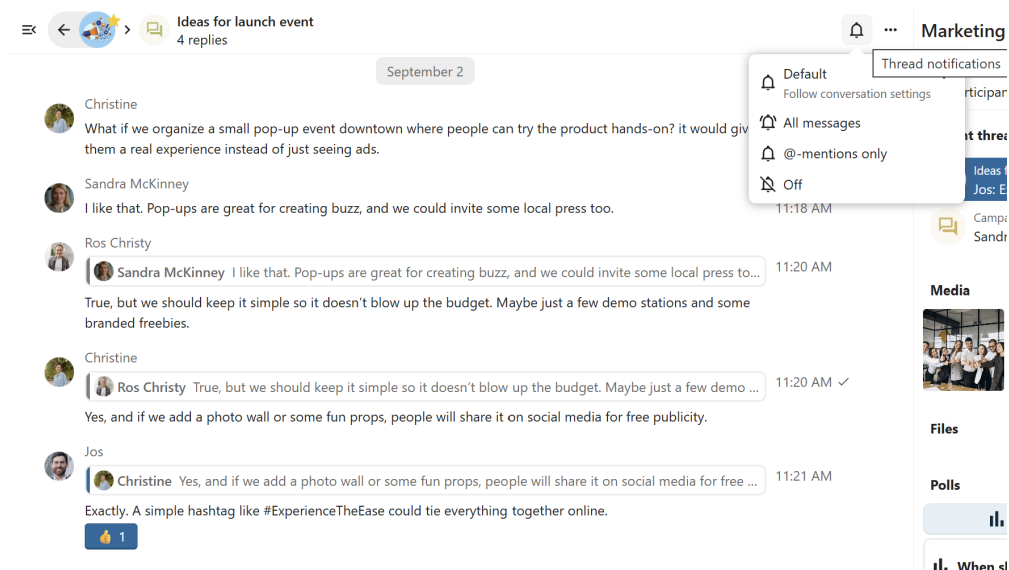 Ideas for launch event
4 replies
Marketing
Thread notifications
Default
Follow conversation settings
All messages
@-mentions only
Off
September 2
Christine
What if we organize a small pop-up event downtown where people can try the product hands-on? it would giv
them a real experience instead of just seeing ads.
Sandra McKinney
I like that. Pop-ups are great for creating buzz, and we could invite some local press too.
11:18 AM
Ros Christy
Sandra McKinney I like that. Pop-ups are great for creating buzz, and we could invite some local press to...
11:20 AM
True, but we should keep it simple so it doesn’t blow up the budget. Maybe just a few demo stations and some
branded freebies.
Christine
Ros Christy True, but we should keep it simple so it doesn’t blow up the budget. Maybe just a few demo ...
11:20 AM
Yes, and if we add a photo wall or some fun props, people will share it on social media for free publicity.
Jos
Christine Yes, and if we add a photo wall or some fun props, people will share it on social media for free ...
11:21 AM
Exactly. A simple hashtag like #ExperienceTheEase could tie everything together online.
👍 1
rticipan
t threa
Ideas f
Jos: E
Campa
Sandr
Media
Files
Polls
When sh